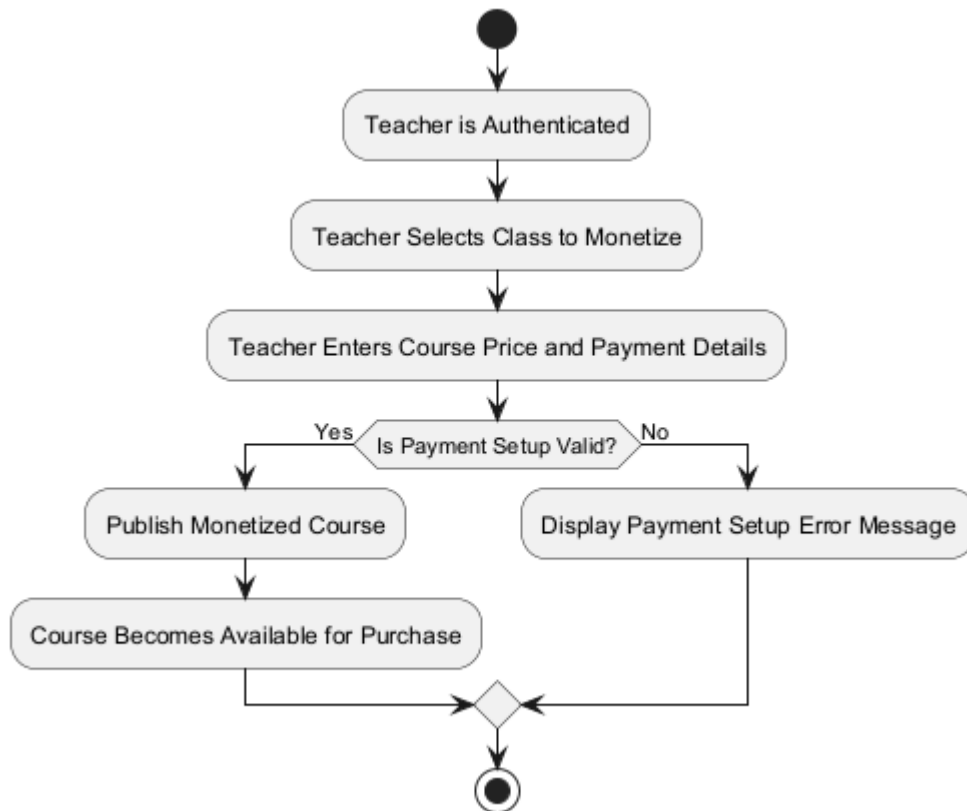 Teacher is Authenticated
Teacher Selects Class to Monetize
Teacher Enters Course Price and Payment Details
Yes
Is Payment Setup Valid?
No
Publish Monetized Course
Display Payment Setup Error Message
Course Becomes Available for Purchase